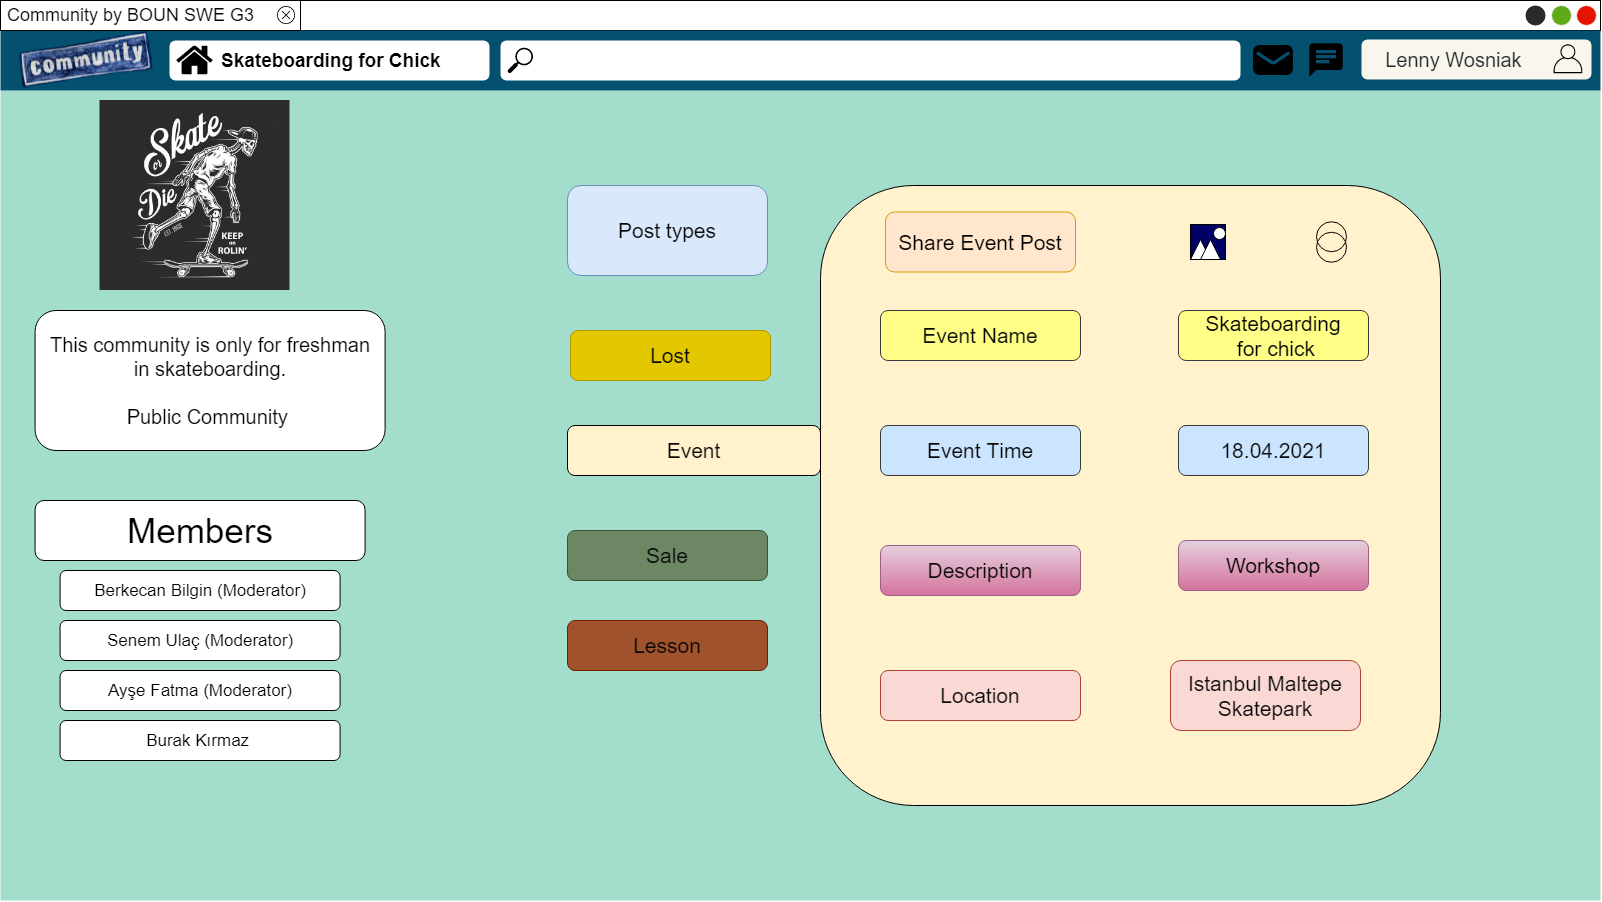 Community by BOUN SWE G3
community
Skateboarding for Chick
Lenny Wosniak
Skate
or
Die
EST 1968
KEEP
on
ROLIN'
This community is only for freshman
in skateboarding.
Public Community
Members
Berkecan Bilgin (Moderator)
Senem Ulaç (Moderator)
Ayşe Fatma (Moderator)
Burak Kırmaz
Post types
Lost
Event
Sale
Lesson
Share Event Post
Event Name
Skateboarding
for chick
Event Time
18.04.2021
Description
Workshop
Location
Istanbul Maltepe
Skatepark